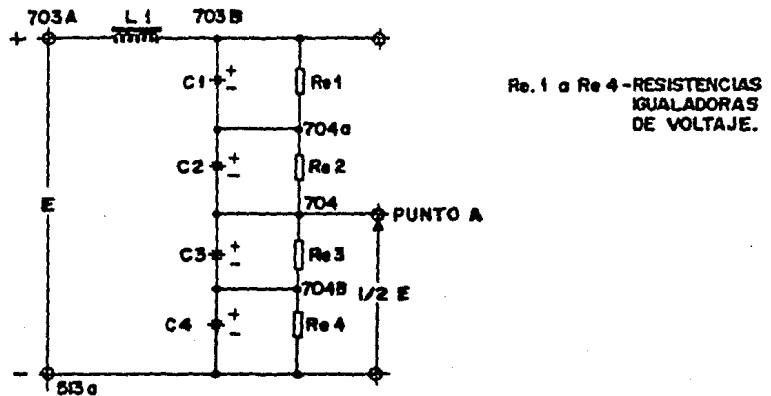 703A L1 703B
+
C1 + - Re1
Re. 1 a Re 4-RESISTENCIAS
IGUALADORAS
DE VOLTAJE.
704a
C2 + - Re2
E
704 PUNTO A
C3 + - Re3
704B 1/2 E
C4 + - Re4
-
513a